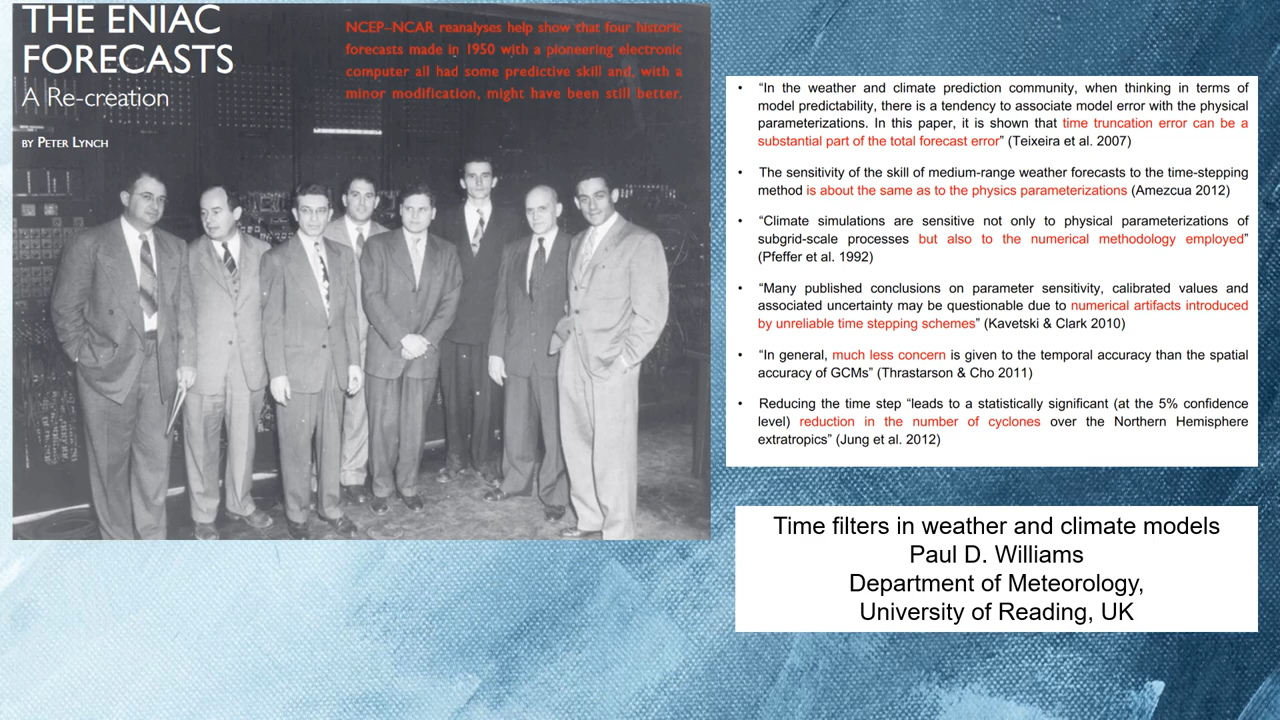 THE ENIAC
FORECASTS
A Re-creation
BY PETER LYNCH
NCEP–NCAR reanalyses help show that four historic
forecasts made in 1950 with a pioneering electronic
computer all had some predictive skill and, with a
minor modification, might have been still better.
• “In the weather and climate prediction community, when thinking in terms of
model predictability, there is a tendency to associate model error with the physical
parameterizations. In this paper, it is shown that time truncation error can be a
substantial part of the total forecast error” (Teixeira et al. 2007)
• The sensitivity of the skill of medium-range weather forecasts to the time-stepping
method is about the same as to the physics parameterizations (Amezcua 2012)
• “Climate simulations are sensitive not only to physical parameterizations of
subgrid-scale processes but also to the numerical methodology employed”
(Pfeffer et al. 1992)
• “Many published conclusions on parameter sensitivity, calibrated values and
associated uncertainty may be questionable due to numerical artifacts introduced
by unreliable time stepping schemes” (Kavetski & Clark 2010)
• “In general, much less concern is given to the temporal accuracy than the spatial
accuracy of GCMs” (Thrastarson & Cho 2011)
• Reducing the time step “leads to a statistically significant (at the 5% confidence
level) reduction in the number of cyclones over the Northern Hemisphere
extratropics” (Jung et al. 2012)
Time filters in weather and climate models
Paul D. Williams
Department of Meteorology,
University of Reading, UK